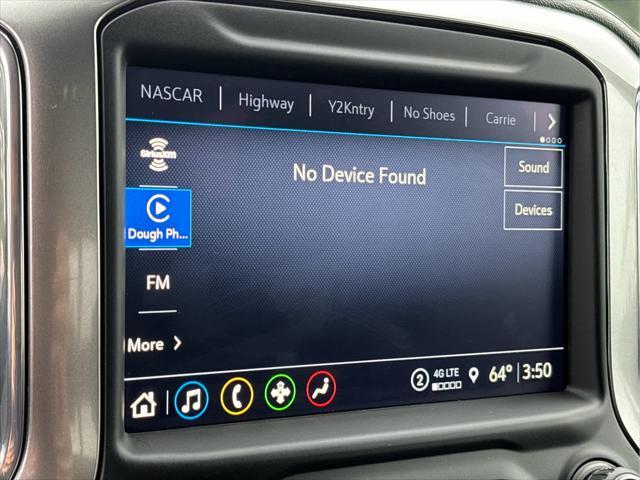 NASCAR | Highway | Y2Kntry | No Shoes | Carrie
siriusxm
No Device Found
Sound
Dough Ph...
Devices
FM
More
2 4G LTE 64° 3:50